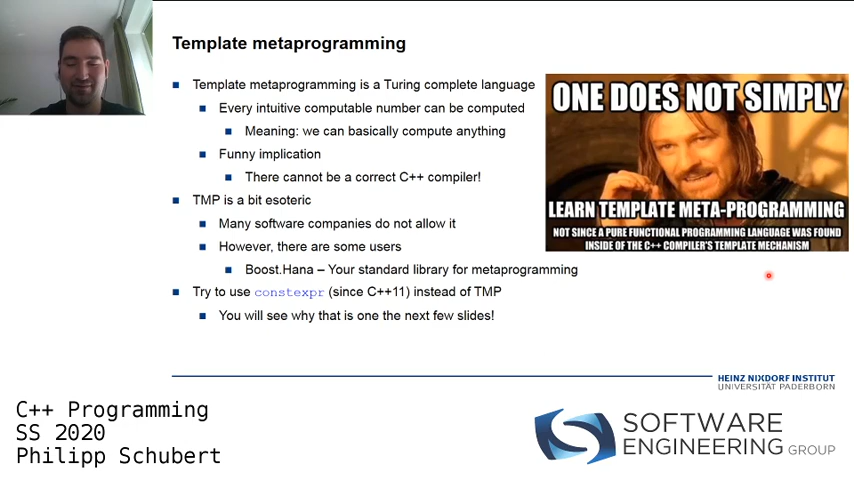 Template metaprogramming
Template metaprogramming is a Turing complete language
Every intuitive computable number can be computed
Meaning: we can basically compute anything
Funny implication
There cannot be a correct C++ compiler!
TMP is a bit esoteric
Many software companies do not allow it
However, there are some users
Boost.Hana – Your standard library for metaprogramming
Try to use constexpr (since C++11) instead of TMP
You will see why that is one the next few slides!
ONE DOES NOT SIMPLY
LEARN TEMPLATE META-PROGRAMMING
NOT SINCE A PURE FUNCTIONAL PROGRAMMING LANGUAGE WAS FOUND
INSIDE OF THE C++ COMPILER'S TEMPLATE MECHANISM
HEINZ NIXDORF INSTITUT
UNIVERSITÄT PADERBORN
C++ Programming
SS 2020
Philipp Schubert
SOFTWARE
ENGINEERING GROUP